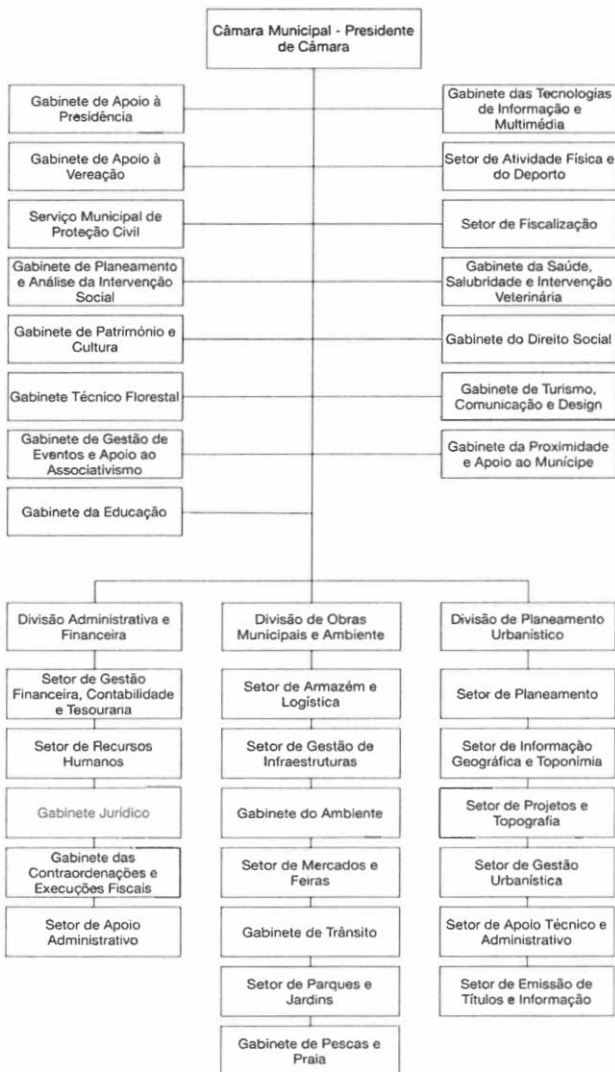 Câmara Municipal - Presidente
de Câmara
Gabinete de Apoio à
Presidência
Gabinete das Tecnologias
de Informação e
Multimédia
Gabinete de Apoio à
Vereação
Setor de Atividade Física e
do Deporto
Serviço Municipal de
Proteção Civil
Setor de Fiscalização
Gabinete de Planeamento
e Análise da Intervenção
Social
Gabinete da Saúde,
Salubridade e Intervenção
Veterinária
Gabinete de Património e
Cultura
Gabinete do Direito Social
Gabinete Técnico Florestal
Gabinete de Turismo,
Comunicação e Design
Gabinete de Gestão de
Eventos e Apoio ao
Associativismo
Gabinete da Proximidade
e Apoio ao Munícipe
Gabinete da Educação
Divisão Administrativa e
Financeira
Setor de Gestão
Financeira, Contabilidade
e Tesouraria
Setor de Recursos
Humanos
Gabinete Jurídico
Gabinete das
Contraordenações e
Execuções Fiscais
Setor de Apoio
Administrativo
Divisão de Obras
Municipais e Ambiente
Setor de Armazém e
Logística
Setor de Gestão de
Infraestruturas
Gabinete do Ambiente
Setor de Mercados e
Feiras
Gabinete de Trânsito
Setor de Parques e
Jardins
Gabinete de Pescas e
Praia
Divisão de Planeamento
Urbanístico
Setor de Planeamento
Setor de Informação
Geográfica e Toponímia
Setor de Projetos e
Topografia
Setor de Gestão
Urbanística
Setor de Apoio Técnico e
Administrativo
Setor de Emissão de
Títulos e Informação